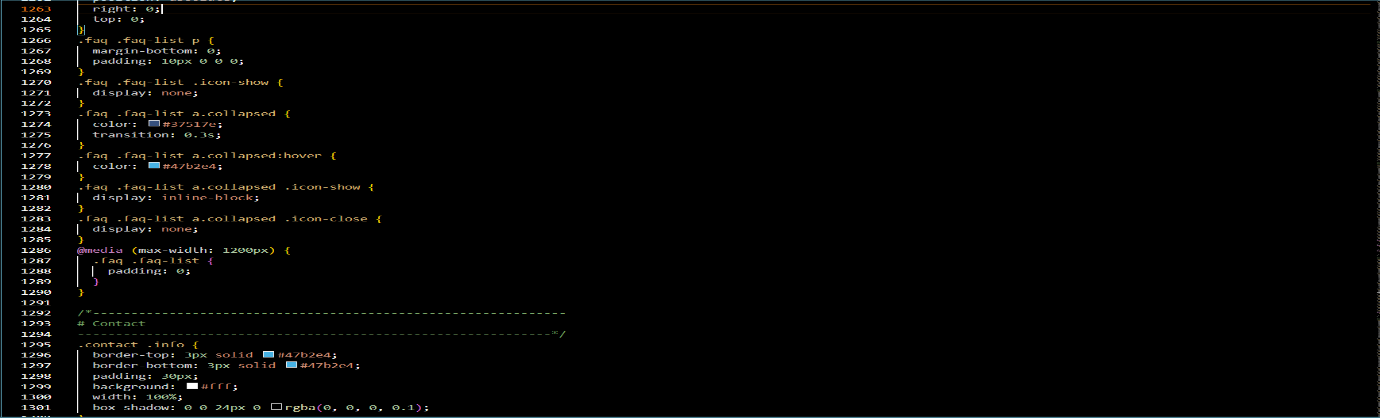 1263 right: 0;
1264 top: 0;
1265 }
1266 .faq .faq-list p {
1267 margin-bottom: 0;
1268 padding: 10px 0 0 0;
1269 }
1270 .faq .faq-list .icon-show {
1271 display: none;
1272 }
1273 .faq .faq-list a.collapsed {
1274 color: #37517e;
1275 transition: 0.3s;
1276 }
1277 .faq .faq-list a.collapsed:hover {
1278 color: #47b2e4;
1279 }
1280 .faq .faq-list a.collapsed .icon-show {
1281 display: inline-block;
1282 }
1283 .faq .faq-list a.collapsed .icon-close {
1284 display: none;
1285 }
1286 @media (max-width: 1200px) {
1287 .faq .faq-list {
1288 padding: 0;
1289 }
1290 }
1291
1292 /*--------------------------------------------------------------
1293 # Contact
1294 --------------------------------------------------------------*/
1295 .contact .info {
1296 border-top: 3px solid #47b2e4;
1297 border-bottom: 3px solid #47b2e4;
1298 padding: 30px;
1299 background: #fff;
1300 width: 100%;
1301 box-shadow: 0 0 24px 0 rgba(0, 0, 0, 0.1);